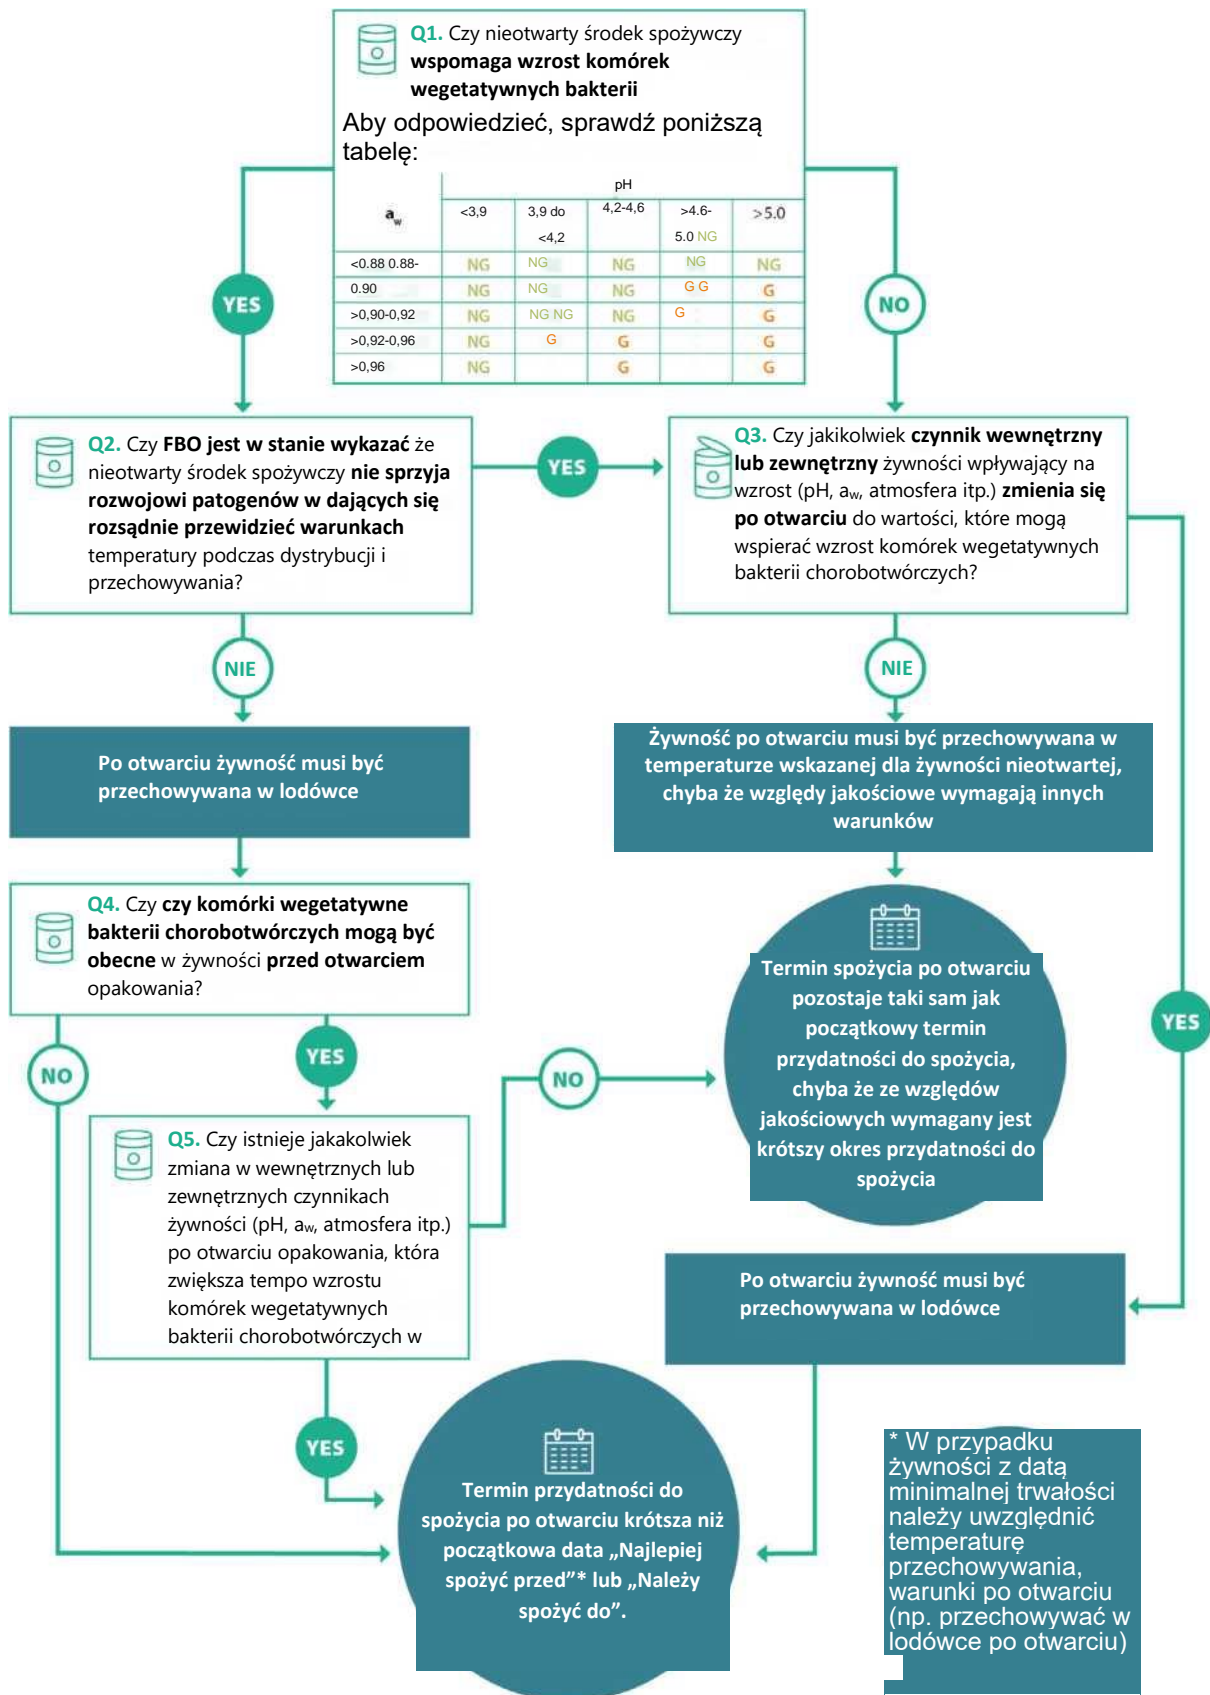 Q1. Czy nieotwarty środek spożywczy
wspomaga wzrost komórek
wegetatywnych bakterii
Aby odpowiedzieć, sprawdź poniższą
tabelę:
pH
aw <3,9 3,9 do 4,2-4,6 >4.6- >5.0
<4,2 5.0 NG
<0.88 0.88- NG NG NG NG NG
0.90 NG NG NG G G G
>0,90-0,92 NG NG NG NG G G
>0,92-0,96 NG G G G
>0,96 NG G G
YES
NO
Q2. Czy FBO jest w stanie wykazać że
nieotwarty środek spożywczy nie sprzyja
rozwojowi patogenów w dających się
rozsądnie przewidzieć warunkach
temperatury podczas dystrybucji i
przechowywania?
YES
Q3. Czy jakikolwiek czynnik wewnętrzny
lub zewnętrzny żywności wpływający na
wzrost (pH, aw, atmosfera itp.) zmienia się
po otwarciu do wartości, które mogą
wspierać wzrost komórek wegetatywnych
bakterii chorobotwórczych?
NIE
NIE
Po otwarciu żywność musi być
przechowywana w lodówce
Żywność po otwarciu musi być przechowywana w
temperaturze wskazanej dla żywności nieotwartej,
chyba że względy jakościowe wymagają innych
warunków
Q4. Czy czy komórki wegetatywne
bakterii chorobotwórczych mogą być
obecne w żywności przed otwarciem
opakowania?
Termin spożycia po otwarciu
pozostaje taki sam jak
początkowy termin
przydatności do spożycia,
chyba że ze względów
jakościowych wymagany jest
krótszy okres przydatności do
spożycia
YES
NO
YES
NO
Q5. Czy istnieje jakakolwiek
zmiana w wewnętrznych lub
zewnętrznych czynnikach
żywności (pH, aw, atmosfera itp.)
po otwarciu opakowania, która
zwiększa tempo wzrostu
komórek wegetatywnych
bakterii chorobotwórczych w
Po otwarciu żywność musi być
przechowywana w lodówce
YES
Termin przydatności do
spożycia po otwarciu krótsza niż
początkowa data „Najlepiej
spożyć przed”* lub „Należy
spożyć do”.
* W przypadku
żywności z datą
minimalnej trwałości
należy uwzględnić
temperaturę
przechowywania,
warunki po otwarciu
(np. przechowywać w
lodówce po otwarciu)